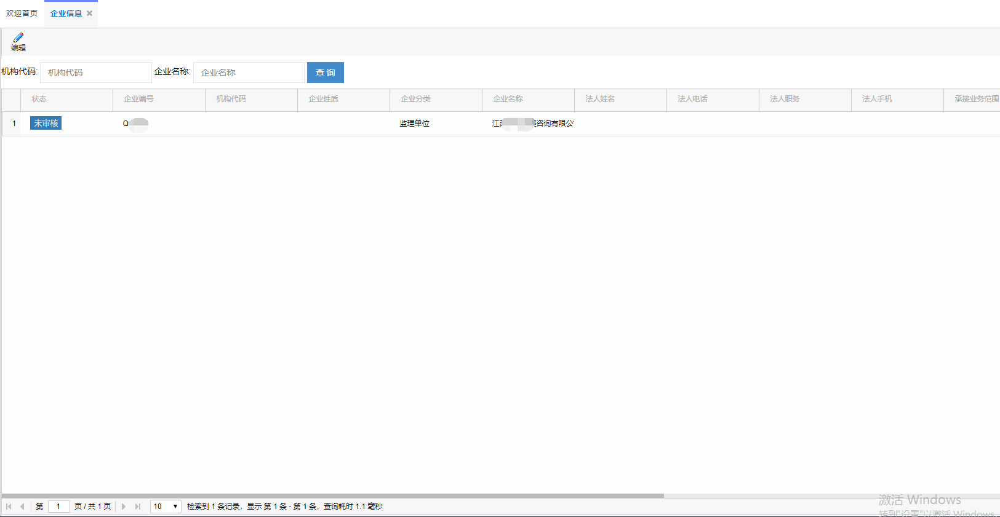 欢迎首页 企业信息
编辑
机构代码: 机构代码 企业名称: 企业名称 查 询
状态 企业编号 机构代码 企业性质 企业分类 企业名称 法人姓名 法人电话 法人职务 法人手机 承接业务范围
1 未审核 Q 监理单位 江 咨询有限公
第 1 页 / 共 1 页 10 检索到 1 条记录，显示 第 1 条 - 第 1 条，查询耗时 1.1 毫秒
激活 Windows
转到"设置"以激活 Windows。